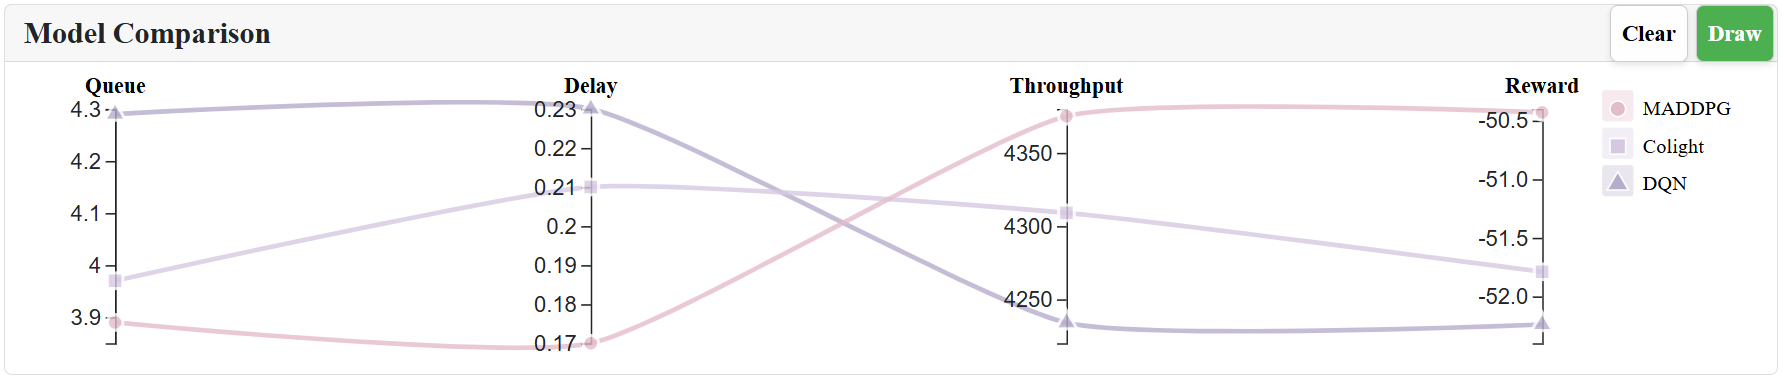 Model Comparison
Clear
Draw
Queue
Delay
Throughput
Reward
4.3
4.2
4.1
4
3.9
0.23
0.22
0.21
0.2
0.19
0.18
0.17
4350
4300
4250
-50.5
-51.0
-51.5
-52.0
MADDPG
Colight
DQN